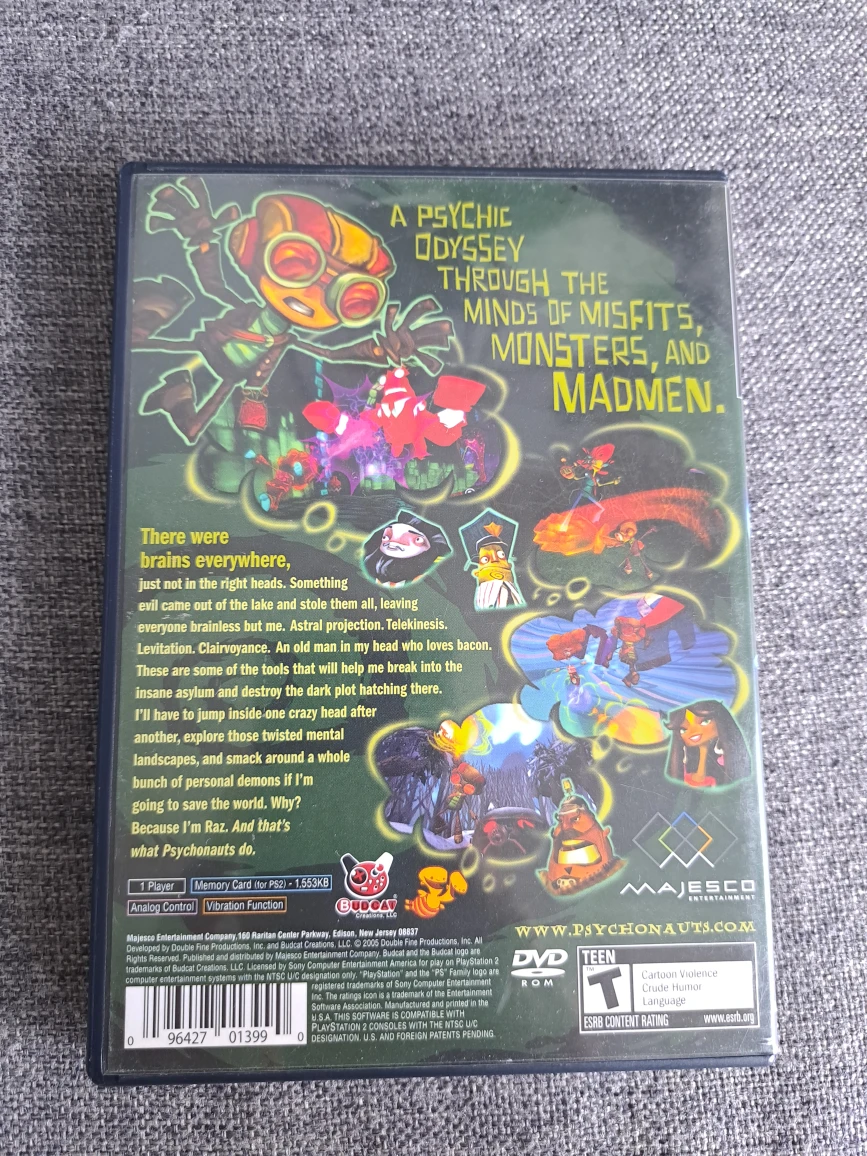 A PSYCHIC
ODYSSEY
THROUGH THE
MINDS OF MISFITS,
MONSTERS, AND
MADMEN.
There were
brains everywhere,
just not in the right heads. Something
evil came out of the lake and stole them all, leaving
everyone brainless but me. Astral projection. Telekinesis.
Levitation. Clairvoyance. An old man in my head who loves bacon.
These are some of the tools that will help me break into the
insane asylum and destroy the dark plot hatching there.
I'll have to jump inside one crazy head after
another, explore those twisted mental
landscapes, and smack around a whole
bunch of personal demons if I'm
going to save the world. Why?
Because I'm Raz. And that's
what Psychonauts do.
1 Player
Memory Card (for PS2) - 1,553KB
Analog Control
Vibration Function
BUDCAT
Creations, LLC
MAJESCO
ENTERTAINMENT
WWW.PSYCHONAUTS.COM
Majesco Entertainment Company, 160 Raritan Center Parkway, Edison, New Jersey 08837
Developed by Double Fine Productions, Inc. and Budcat Creations, LLC. © 2005 Double Fine Productions, Inc. All
Rights Reserved. Published and distributed by Majesco Entertainment Company. Budcat and the Budcat logo are
trademarks of Budcat Creations, LLC. Licensed by Sony Computer Entertainment America for play on PlayStation 2
computer entertainment systems with the NTSC U/C designation only. "PlayStation" and the "PS" Family logo are
registered trademarks of Sony Computer Entertainment
Inc. The ratings icon is a trademark of the Entertainment
Software Association. Manufactured and printed in the
U.S.A. THIS SOFTWARE IS COMPATIBLE WITH
PLAYSTATION 2 CONSOLES WITH THE NTSC U/C
DESIGNATION. U.S. AND FOREIGN PATENTS PENDING.
0 96427 01399 0
DVD
ROM
TEEN
T
TM
Cartoon Violence
Crude Humor
Language
ESRB CONTENT RATING www.esrb.org